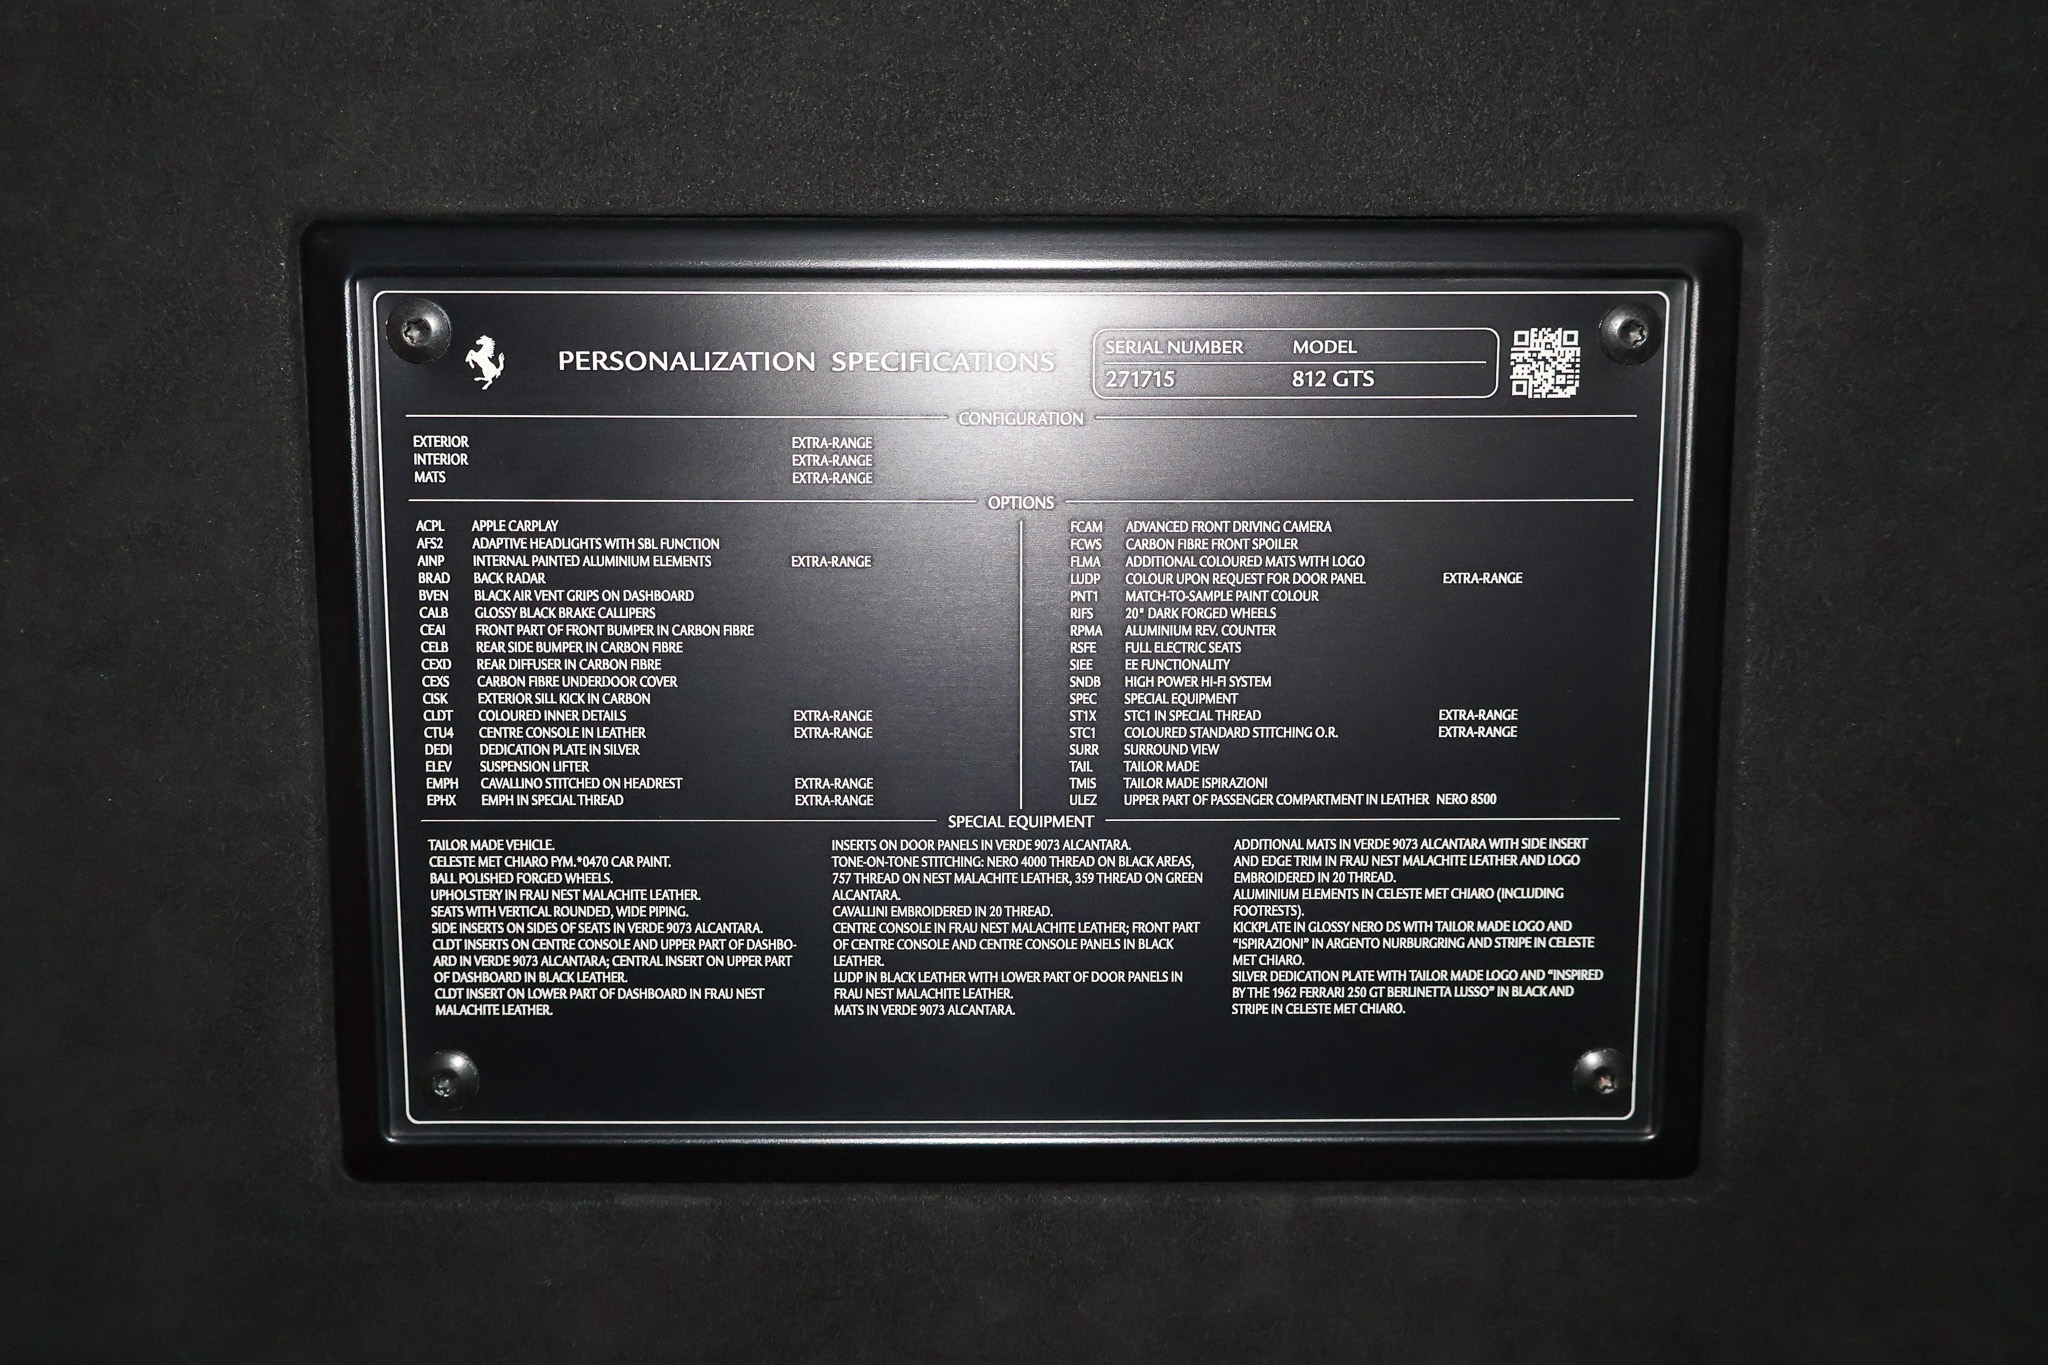 PERSONALIZATION SPECIFICATIONS
SERIAL NUMBER MODEL
271715 812 GTS
CONFIGURATION
EXTERIOR EXTRA-RANGE
INTERIOR EXTRA-RANGE
MATS EXTRA-RANGE
OPTIONS
ACPL APPLE CARPLAY
AFS2 ADAPTIVE HEADLIGHTS WITH SBL FUNCTION
AINP INTERNAL PAINTED ALUMINIUM ELEMENTS EXTRA-RANGE
BRAD BACK RADAR
BVEN BLACK AIR VENT GRIPS ON DASHBOARD
CALB GLOSSY BLACK BRAKE CALLIPERS
CEAI FRONT PART OF FRONT BUMPER IN CARBON FIBRE
CELB REAR SIDE BUMPER IN CARBON FIBRE
CEXD REAR DIFFUSER IN CARBON FIBRE
CEXS CARBON FIBRE UNDERDOOR COVER
CISK EXTERIOR SILL KICK IN CARBON
CLDT COLOURED INNER DETAILS EXTRA-RANGE
CTU4 CENTRE CONSOLE IN LEATHER EXTRA-RANGE
DEDI DEDICATION PLATE IN SILVER
ELEV SUSPENSION LIFTER
EMPH CAVALLINO STITCHED ON HEADREST EXTRA-RANGE
EPHX EMPH IN SPECIAL THREAD EXTRA-RANGE
FCAM ADVANCED FRONT DRIVING CAMERA
FCWS CARBON FIBRE FRONT SPOILER
FLMA ADDITIONAL COLOURED MATS WITH LOGO
LUDP COLOUR UPON REQUEST FOR DOOR PANEL EXTRA-RANGE
PNT1 MATCH-TO-SAMPLE PAINT COLOUR
RIFS 20" DARK FORGED WHEELS
RPMA ALUMINIUM REV. COUNTER
RSFE FULL ELECTRIC SEATS
SIEE EE FUNCTIONALITY
SNDB HIGH POWER HI-FI SYSTEM
SPEC SPECIAL EQUIPMENT
ST1X STC1 IN SPECIAL THREAD EXTRA-RANGE
STC1 COLOURED STANDARD STITCHING O.R. EXTRA-RANGE
SURR SURROUND VIEW
TAIL TAILOR MADE
TMIS TAILOR MADE ISPIRAZIONI
ULEZ UPPER PART OF PASSENGER COMPARTMENT IN LEATHER NERO 8500
SPECIAL EQUIPMENT
TAILOR MADE VEHICLE.
CELESTE MET CHIARO FYM.*0470 CAR PAINT.
BALL POLISHED FORGED WHEELS.
UPHOLSTERY IN FRAU NEST MALACHITE LEATHER.
SEATS WITH VERTICAL ROUNDED, WIDE PIPING.
SIDE INSERTS ON SIDES OF SEATS IN VERDE 9073 ALCANTARA.
CLDT INSERTS ON CENTRE CONSOLE AND UPPER PART OF DASHBO-
ARD IN VERDE 9073 ALCANTARA; CENTRAL INSERT ON UPPER PART
OF DASHBOARD IN BLACK LEATHER.
CLDT INSERT ON LOWER PART OF DASHBOARD IN FRAU NEST
MALACHITE LEATHER.
INSERTS ON DOOR PANELS IN VERDE 9073 ALCANTARA.
TONE-ON-TONE STITCHING: NERO 4000 THREAD ON BLACK AREAS,
757 THREAD ON NEST MALACHITE LEATHER, 359 THREAD ON GREEN
ALCANTARA.
CAVALLINI EMBROIDERED IN 20 THREAD.
CENTRE CONSOLE IN FRAU NEST MALACHITE LEATHER; FRONT PART
OF CENTRE CONSOLE AND CENTRE CONSOLE PANELS IN BLACK
LEATHER.
LUDP IN BLACK LEATHER WITH LOWER PART OF DOOR PANELS IN
FRAU NEST MALACHITE LEATHER.
MATS IN VERDE 9073 ALCANTARA.
ADDITIONAL MATS IN VERDE 9073 ALCANTARA WITH SIDE INSERT
AND EDGE TRIM IN FRAU NEST MALACHITE LEATHER AND LOGO
EMBROIDERED IN 20 THREAD.
ALUMINIUM ELEMENTS IN CELESTE MET CHIARO (INCLUDING
FOOTRESTS).
KICKPLATE IN GLOSSY NERO DS WITH TAILOR MADE LOGO AND
"ISPIRAZIONI" IN ARGENTO NURBURGRING AND STRIPE IN CELESTE
MET CHIARO.
SILVER DEDICATION PLATE WITH TAILOR MADE LOGO AND "INSPIRED
BY THE 1962 FERRARI 250 GT BERLINETTA LUSSO" IN BLACK AND
STRIPE IN CELESTE MET CHIARO.